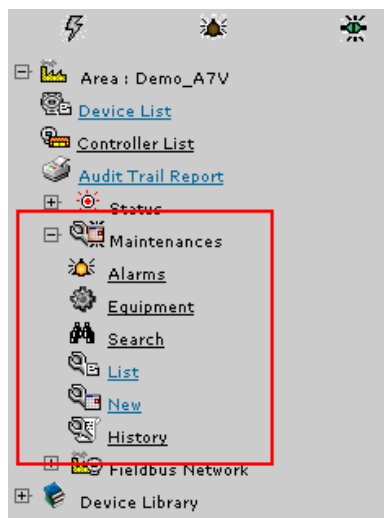 Area : Demo_A7V
Device List
Controller List
Audit Trail Report
Status
Maintenances
Alarms
Equipment
Search
List
New
History
Fieldbus Network
Device Library